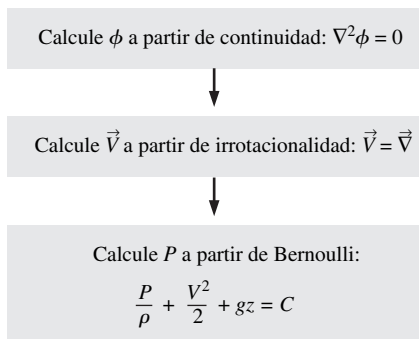 Calcule ϕ a partir de continuidad: ∇²ϕ = 0
Calcule V⃗ a partir de irrotacionalidad: V⃗ = ∇⃗
Calcule P a partir de Bernoulli:
P/ρ + V²/2 + gz = C